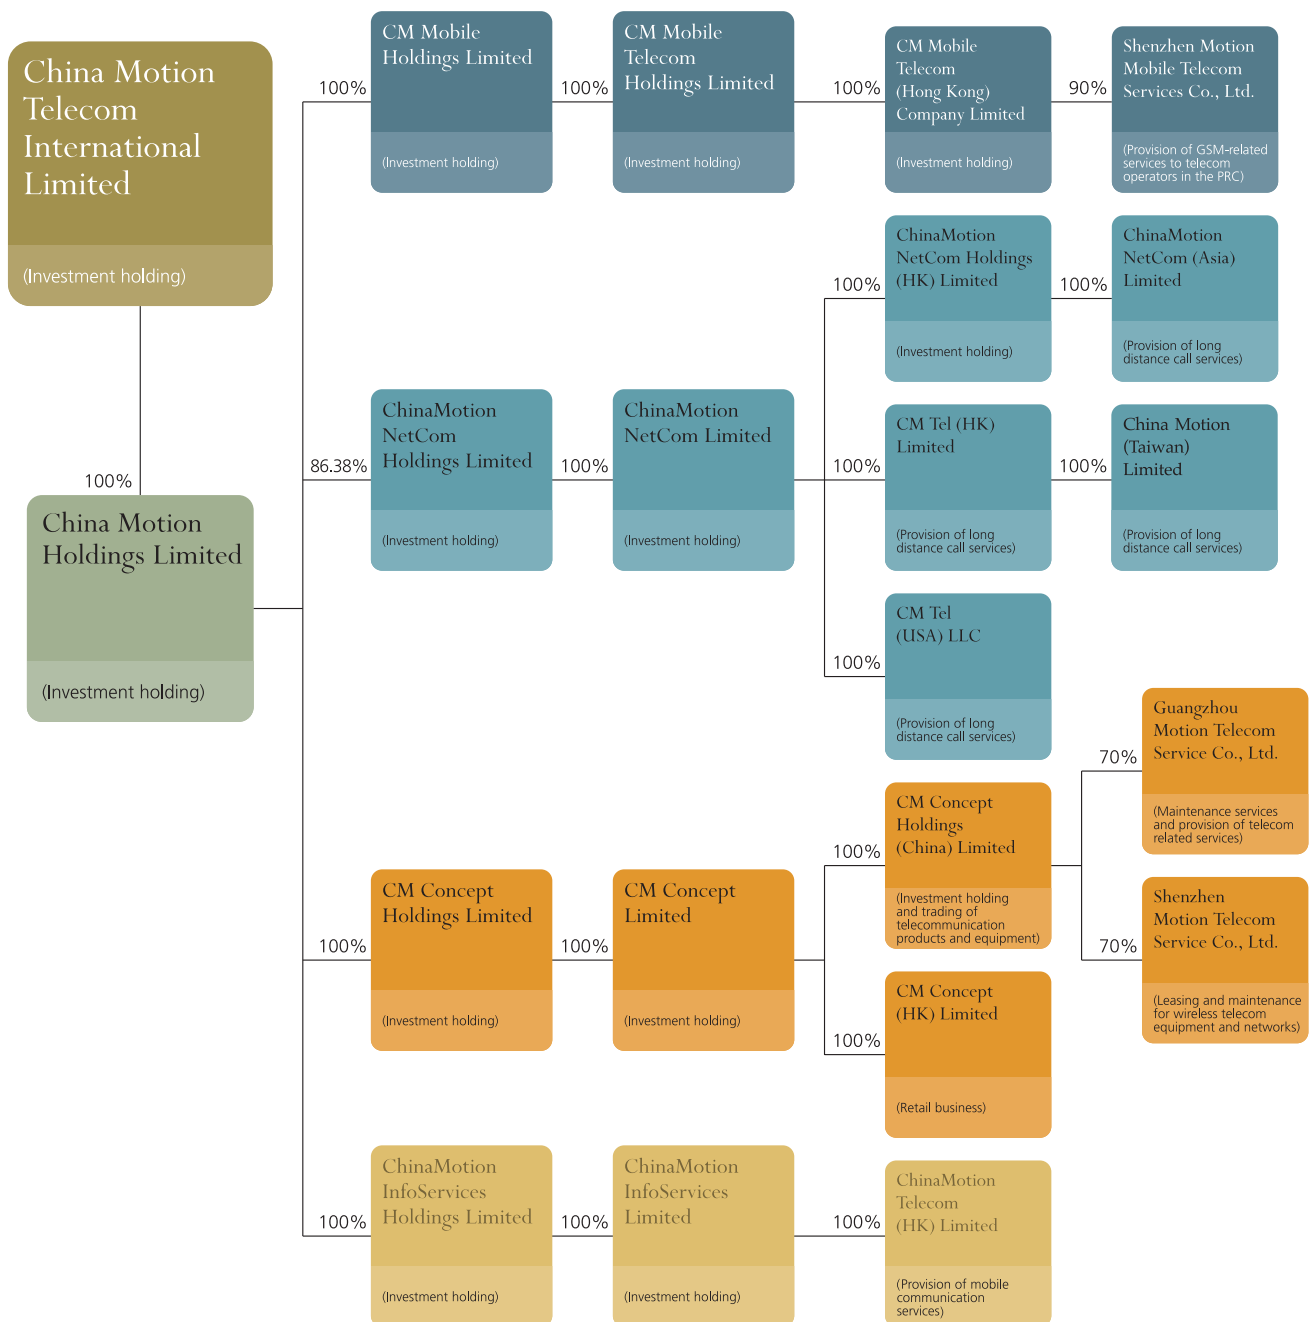 China Motion
Telecom
International
Limited
(Investment holding)
100%
China Motion
Holdings Limited
(Investment holding)
100%
CM Mobile
Holdings Limited
(Investment holding)
100%
CM Mobile
Telecom
Holdings Limited
(Investment holding)
100%
CM Mobile
Telecom
(Hong Kong)
Company Limited
(Investment holding)
90%
Shenzhen Motion
Mobile Telecom
Services Co., Ltd.
(Provision of GSM-related
services to telecom
operators in the PRC)
86.38%
ChinaMotion
NetCom
Holdings Limited
(Investment holding)
100%
ChinaMotion
NetCom Limited
(Investment holding)
100%
ChinaMotion
NetCom Holdings
(HK) Limited
(Investment holding)
100%
ChinaMotion
NetCom (Asia)
Limited
(Provision of long
distance call services)
100%
CM Tel (HK)
Limited
(Provision of long
distance call services)
100%
China Motion
(Taiwan)
Limited
(Provision of long
distance call services)
100%
CM Tel
(USA) LLC
(Provision of long
distance call services)
100%
CM Concept
Holdings Limited
(Investment holding)
100%
CM Concept
Limited
(Investment holding)
100%
CM Concept
Holdings
(China) Limited
(Investment holding
and trading of
telecommunication
products and equipment)
70%
Guangzhou
Motion Telecom
Service Co., Ltd.
(Maintenance services
and provision of telecom
related services)
70%
Shenzhen
Motion Telecom
Service Co., Ltd.
(Leasing and maintenance
for wireless telecom
equipment and networks)
100%
CM Concept
(HK) Limited
(Retail business)
100%
ChinaMotion
InfoServices
Holdings Limited
(Investment holding)
100%
ChinaMotion
InfoServices
Limited
(Investment holding)
100%
ChinaMotion
Telecom
(HK) Limited
(Provision of mobile
communication
services)